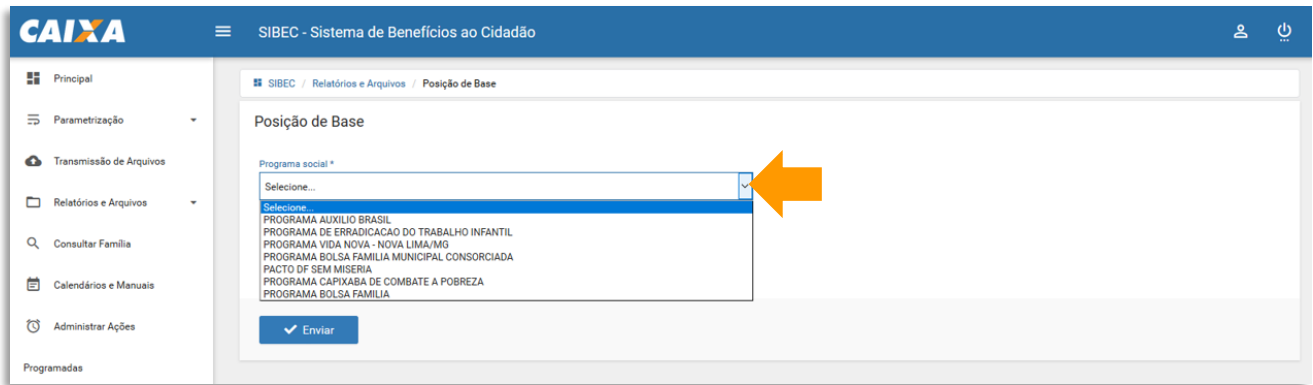 CAIXA
SIBEC - Sistema de Benefícios ao Cidadão
Principal
Parametrização
Transmissão de Arquivos
Relatórios e Arquivos
Consultar Família
Calendários e Manuais
Administrar Ações
Programadas
SIBEC / Relatórios e Arquivos / Posição de Base
Posição de Base
Programa social *
Selecione...
Selecione...
PROGRAMA AUXILIO BRASIL
PROGRAMA DE ERRADICACAO DO TRABALHO INFANTIL
PROGRAMA VIDA NOVA - NOVA LIMA/MG
PROGRAMA BOLSA FAMILIA MUNICIPAL CONSORCIADA
PACTO DF SEM MISERIA
PROGRAMA CAPIXABA DE COMBATE A POBREZA
PROGRAMA BOLSA FAMILIA
Enviar